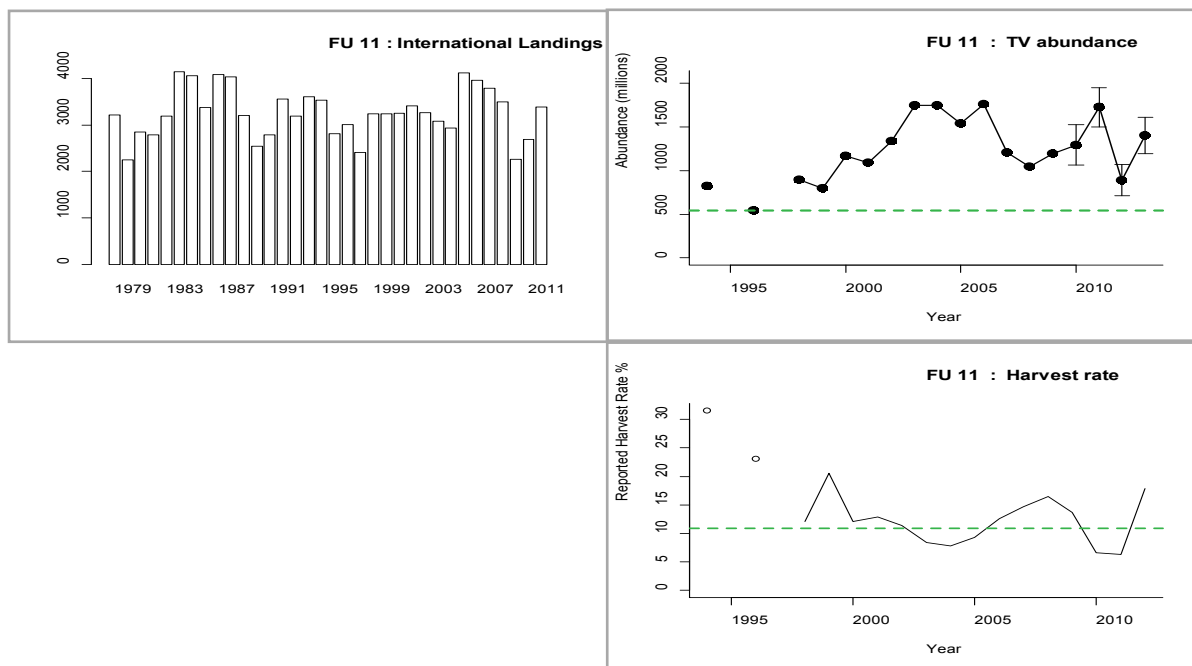 FU 11 : International Landings
4000
3000
2000
1000
0
1979 1983 1987 1991 1995 1999 2003 2007 2011
FU 11 : TV abundance
Abundance (millions)
2000
1500
1000
500
0
1995 2000 2005 2010
Year
FU 11 : Harvest rate
Reported Harvest Rate %
30
25
20
15
10
5
0
1995 2000 2005 2010
Year